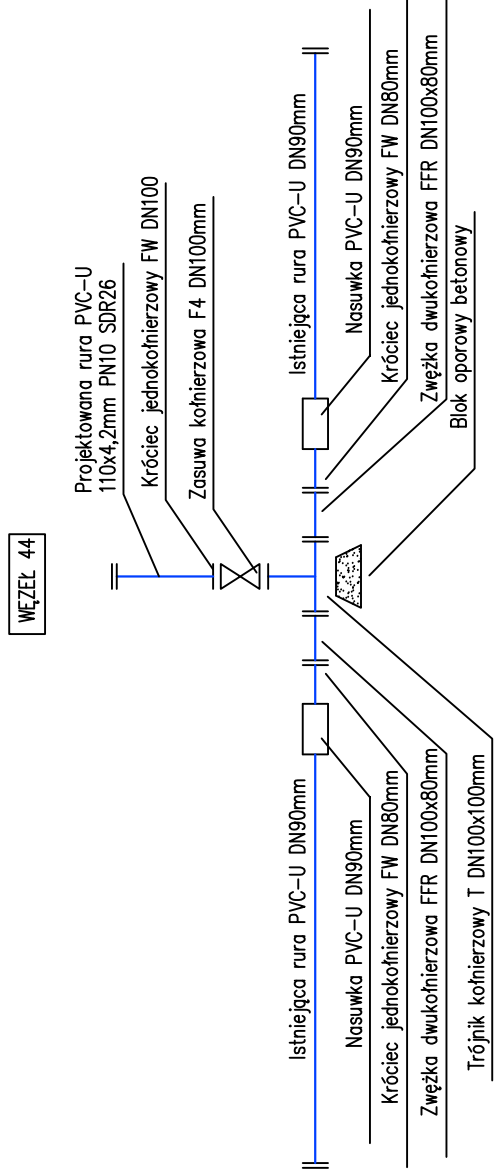 WĘZEŁ 44
Projektowana rura PVC-U
110x4,2mm PN10 SDR26
Króciec jednokołnierzowy FW DN100
Zasuwa kołnierzowa F4 DN100mm
Istniejąca rura PVC-U DN90mm
Nasuwka PVC-U DN90mm
Króciec jednokołnierzowy FW DN80mm
Zwężka dwukołnierzowa FFR DN100x80mm
Blok oporowy betonowy
Istniejąca rura PVC-U DN90mm
Nasuwka PVC-U DN90mm
Króciec jednokołnierzowy FW DN80mm
Zwężka dwukołnierzowa FFR DN100x80mm
Trójnik kołnierzowy T DN100x100mm